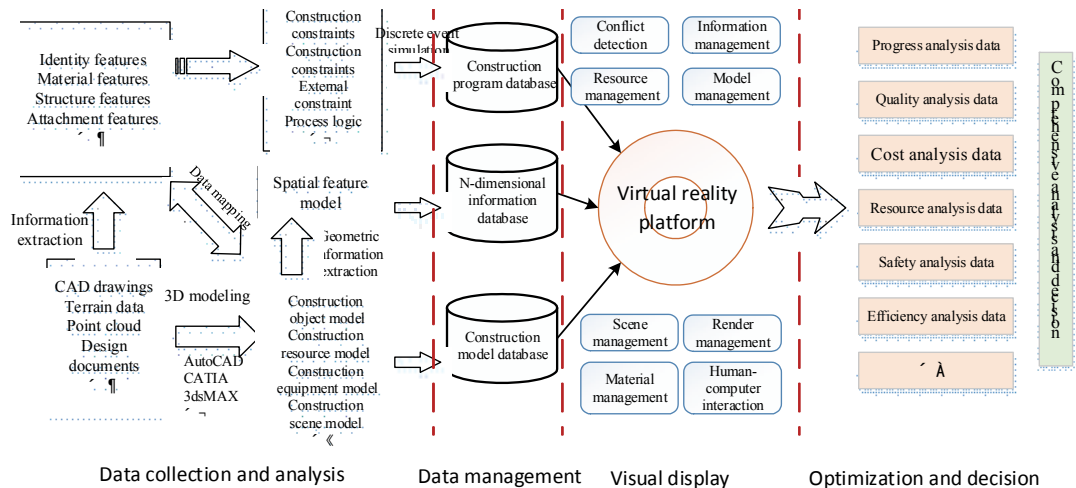 Identity features
Material features
Structure features
Attachment features
Construction
constraints
Construction
constraints
External
constraint
Process logic
Discrete event
simulation
Construction
program database
Conflict
detection
Information
management
Resource
management
Model
management
Progress analysis data
Quality analysis data
Cost analysis data
Resource analysis data
Safety analysis data
Efficiency analysis data
´ À
Comprehensive analysis and decision
Information
extraction
Data mapping
Spatial feature
model
Geometric
information
extraction
N-dimensional
information
database
Virtual reality
platform
CAD drawings
Terrain data
Point cloud
Design
documents
´ ¶
3D modeling
AutoCAD
CATIA
3dsMAX
´ ¬
Construction
object model
Construction
resource model
Construction
equipment model
Construction
scene model
´ 《
Construction
model database
Scene
management
Render
management
Material
management
Human-
computer
interaction
Data collection and analysis
Data management
Visual display
Optimization and decision